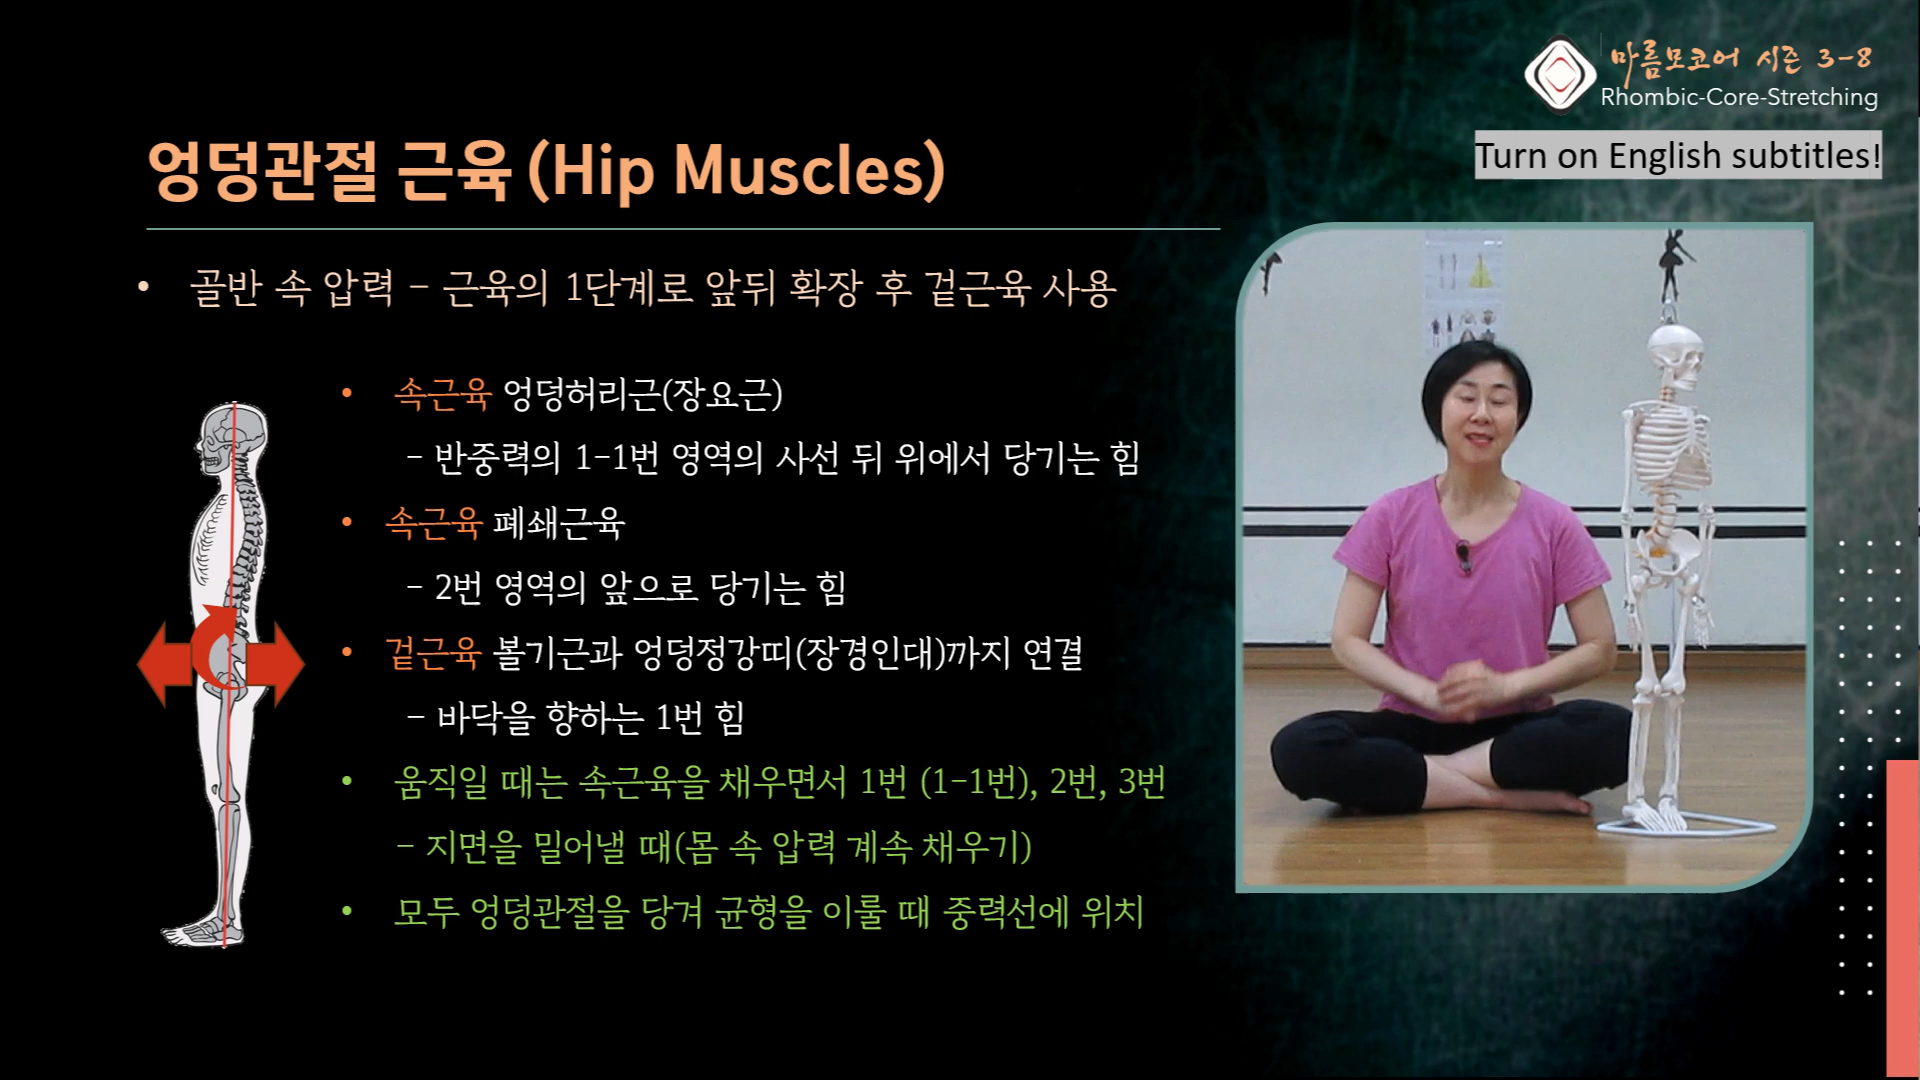 마름모코어 시즌 3-8
Rhombic-Core-Stretching
Turn on English subtitles!
엉덩관절 근육 (Hip Muscles)
• 골반 속 압력 - 근육의 1단계로 앞뒤 확장 후 겉근육 사용
• 속근육 엉덩허리근(장요근)
- 반중력의 1-1번 영역의 사선 뒤 위에서 당기는 힘
• 속근육 폐쇄근육
- 2번 영역의 앞으로 당기는 힘
• 겉근육 볼기근과 엉덩정강띠(장경인대)까지 연결
- 바닥을 향하는 1번 힘
• 움직일 때는 속근육을 채우면서 1번 (1-1번), 2번, 3번
- 지면을 밀어낼 때(몸 속 압력 계속 채우기)
• 모두 엉덩관절을 당겨 균형을 이룰 때 중력선에 위치